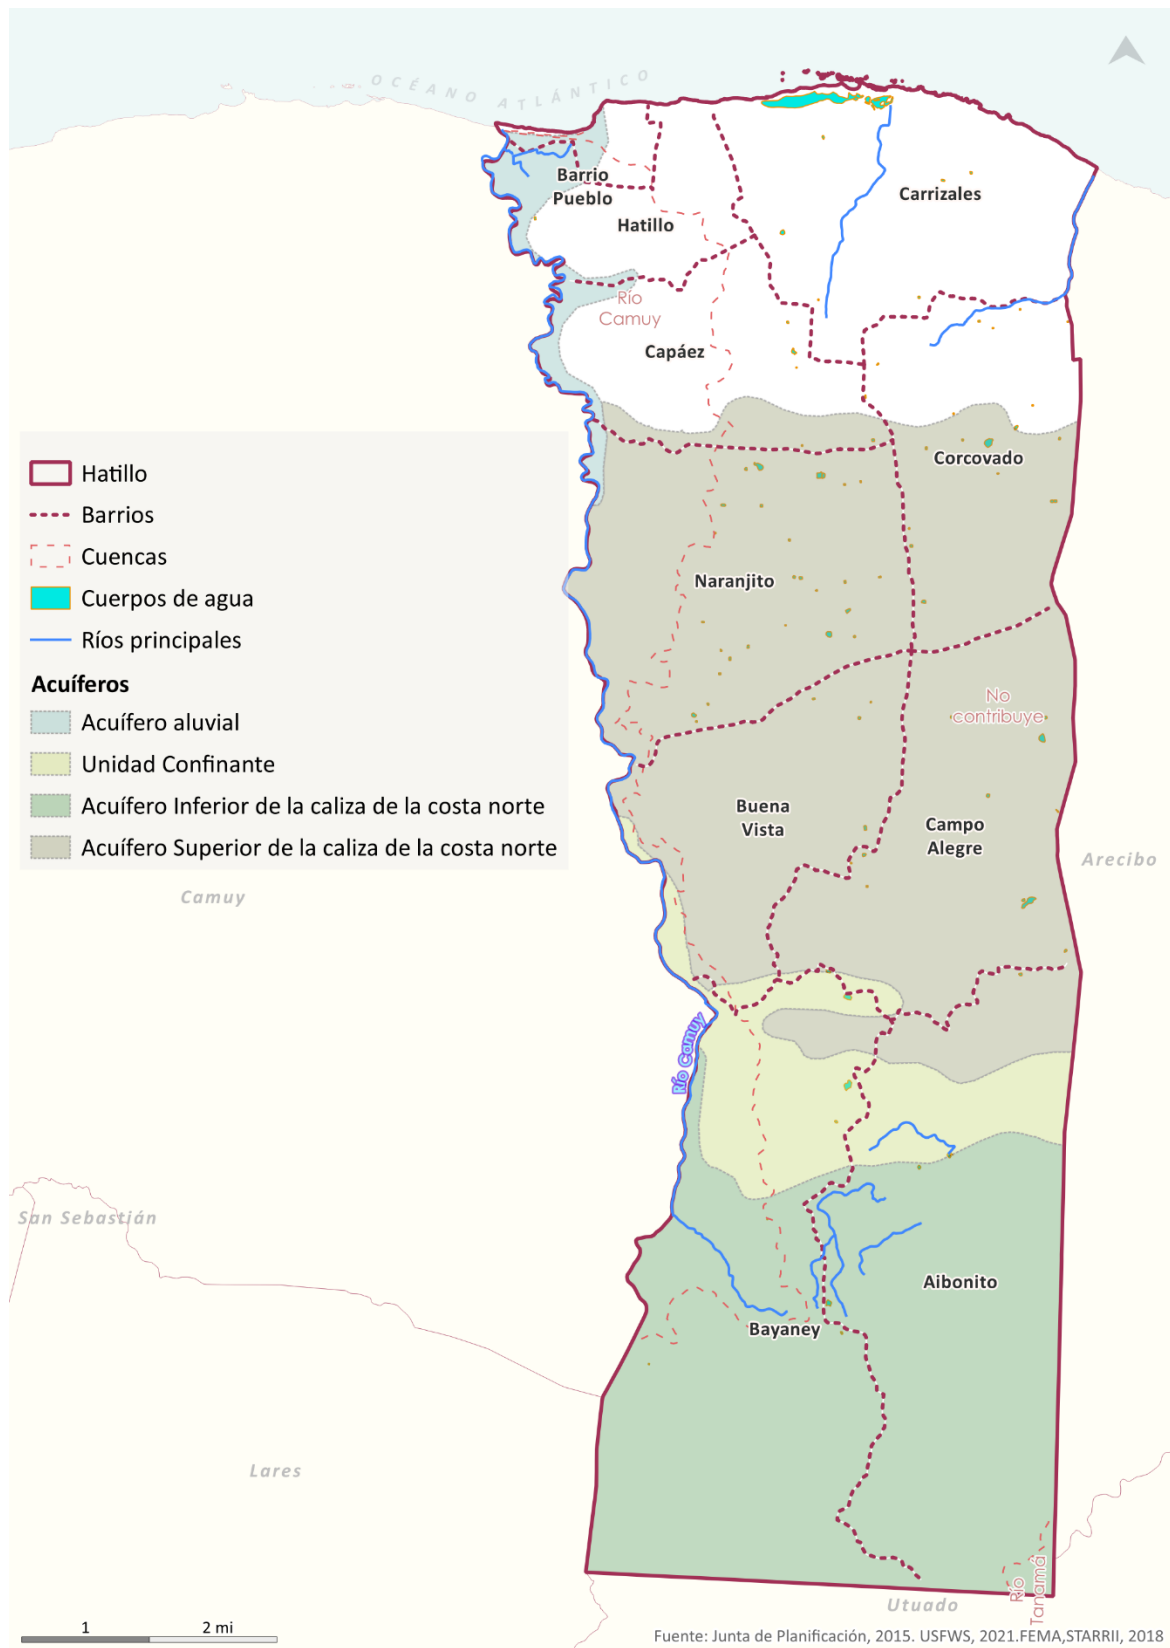 OCÉANO ATLÁNTICO
Barrio
Pueblo
Carrizales
Hatillo
Río
Camuy
Capáez
Corcovado
Hatillo
Barrios
Cuencas
Cuerpos de agua
Ríos principales
Acuíferos
Acuífero aluvial
Unidad Confinante
Acuífero Inferior de la caliza de la costa norte
Acuífero Superior de la caliza de la costa norte
Naranjito
No
contribuye
Buena
Vista
Campo
Alegre
Arecibo
Camuy
Río Camuy
San Sebastián
Aibonito
Bayaney
Lares
Río
Tanamá
Utuado
1
2 mi
Fuente: Junta de Planificación, 2015. USFWS, 2021.FEMA,STARRII, 2018